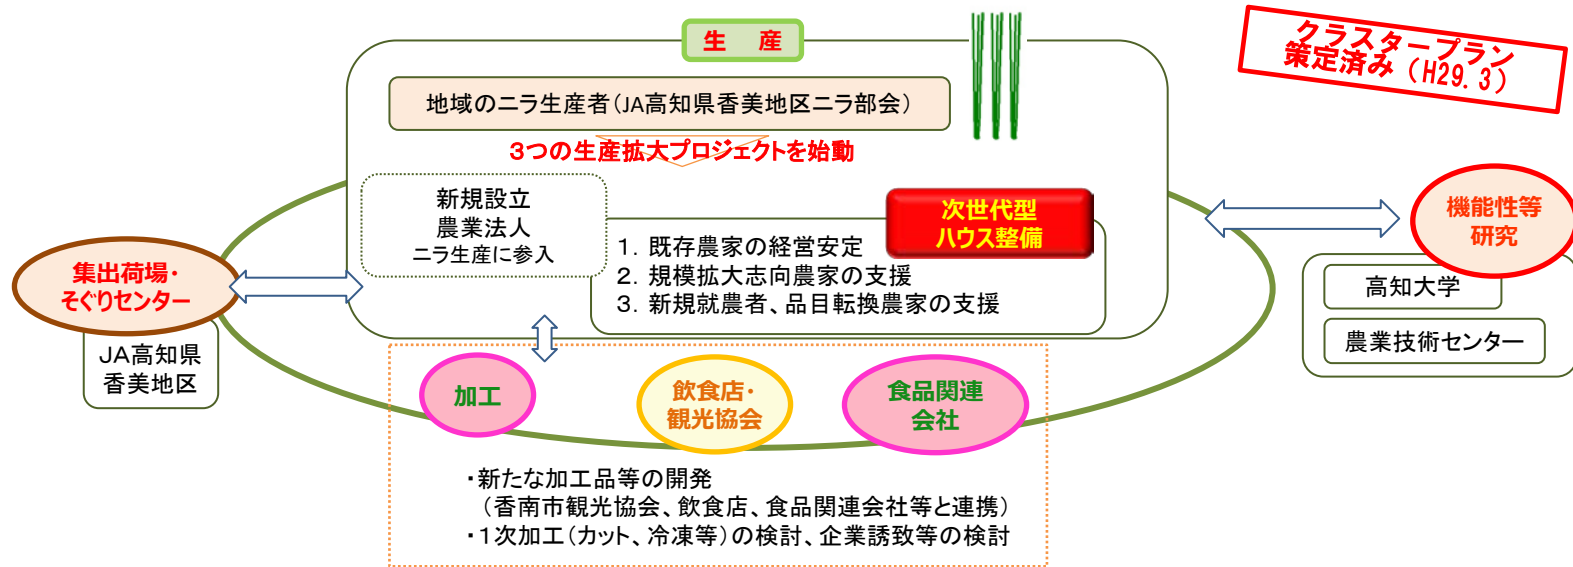 生　産
クラスタープラン
策定済み（H29.3）
地域のニラ生産者（JA高知県香美地区ニラ部会）
３つの生産拡大プロジェクトを始動
新規設立
農業法人
ニラ生産に参入
次世代型
ハウス整備
1．既存農家の経営安定
2．規模拡大志向農家の支援
3．新規就農者、品目転換農家の支援
機能性等
研究
高知大学
農業技術センター
集出荷場・
そぐりセンター
ＪＡ高知県
香美地区
加工
飲食店・
観光協会
食品関連
会社
・新たな加工品等の開発
（香南市観光協会、飲食店、食品関連会社等と連携）
・１次加工（カット、冷凍等）の検討、企業誘致等の検討